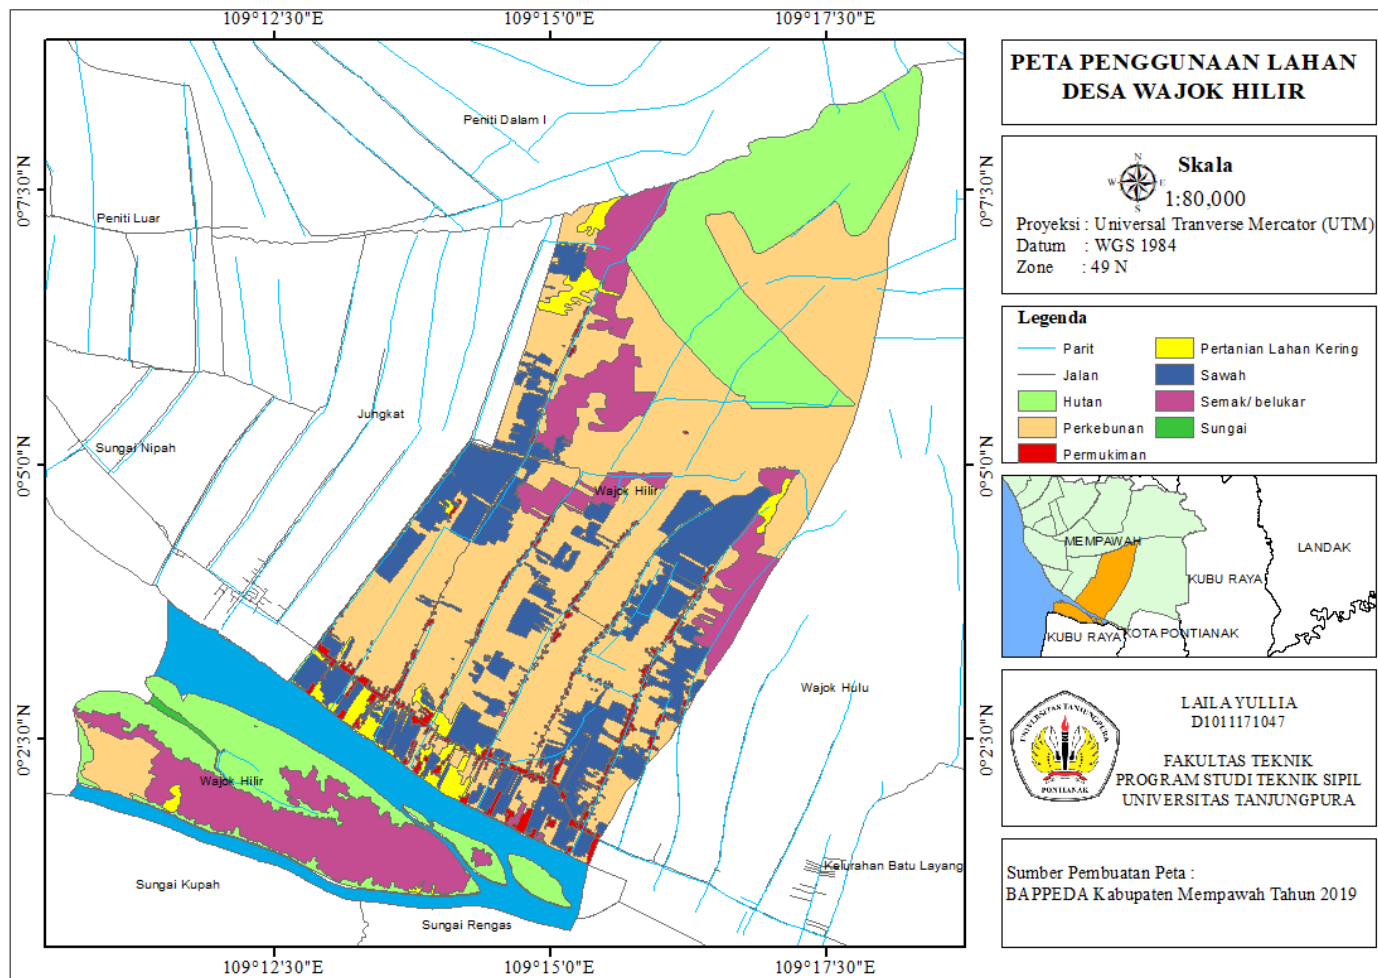 109°12'30"E
109°15'0"E
109°17'30"E
0°7'30"N
0°5'0"N
0°2'30"N
Peniti Dalam I
Peniti Luar
Jungkat
Sungai Nipah
Wajok Hilir
Wajok Hulu
Wajok Hilir
Kelurahan Batu Layang
Sungai Kupah
Sungai Rengas
0°7'30"N
0°5'0"N
0°2'30"N
109°12'30"E
109°15'0"E
109°17'30"E
PETA PENGGUNAAN LAHAN
DESA WAJOK HILIR
N
W
E
S
Skala
1:80,000
Proyeksi : Universal Tranverse Mercator (UTM)
Datum : WGS 1984
Zone : 49 N
Legenda
Parit
Jalan
Hutan
Perkebunan
Permukiman
Pertanian Lahan Kering
Sawah
Semak/ belukar
Sungai
MEMPAWAH
LANDAK
KUBU RAYA
KUBU RAYA
KOTA PONTIANAK
UNIVERSITAS TANJUNGPURA
PONTIANAK
LAILA YULLIA
D1011171047
FAKULTAS TEKNIK
PROGRAM STUDI TEKNIK SIPIL
UNIVERSITAS TANJUNGPURA
Sumber Pembuatan Peta :
BAPPEDA Kabupaten Mempawah Tahun 2019